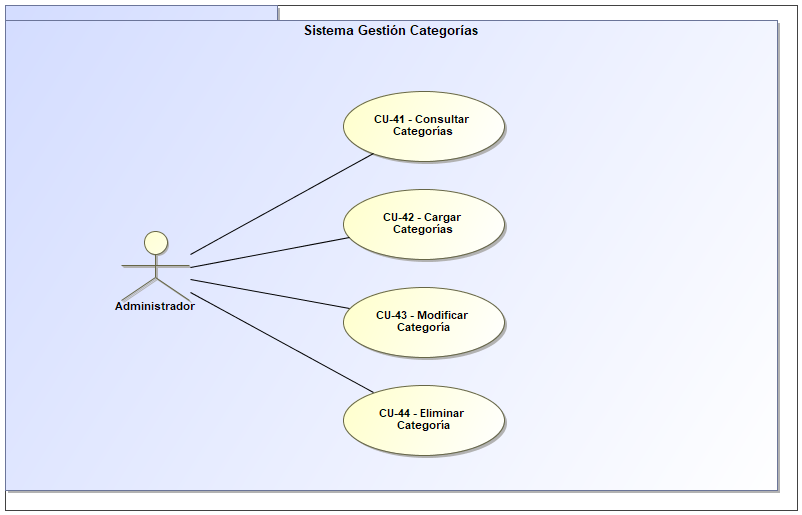 Sistema Gestión Categorías
CU-41 - Consultar
Categorías
CU-42 - Cargar
Categorías
Administrador
CU-43 - Modificar
Categoría
CU-44 - Eliminar
Categoría